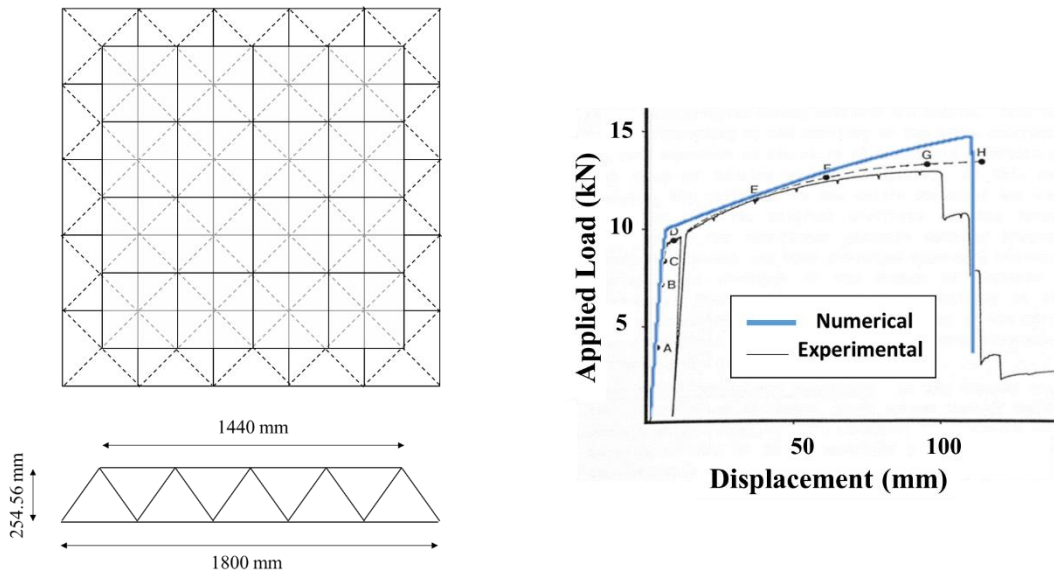 1440 mm
254.56 mm
1800 mm
15
10
5
Applied Load (kN)
A
B
C
D
E
F
G
H
Numerical
Experimental
50
100
Displacement (mm)